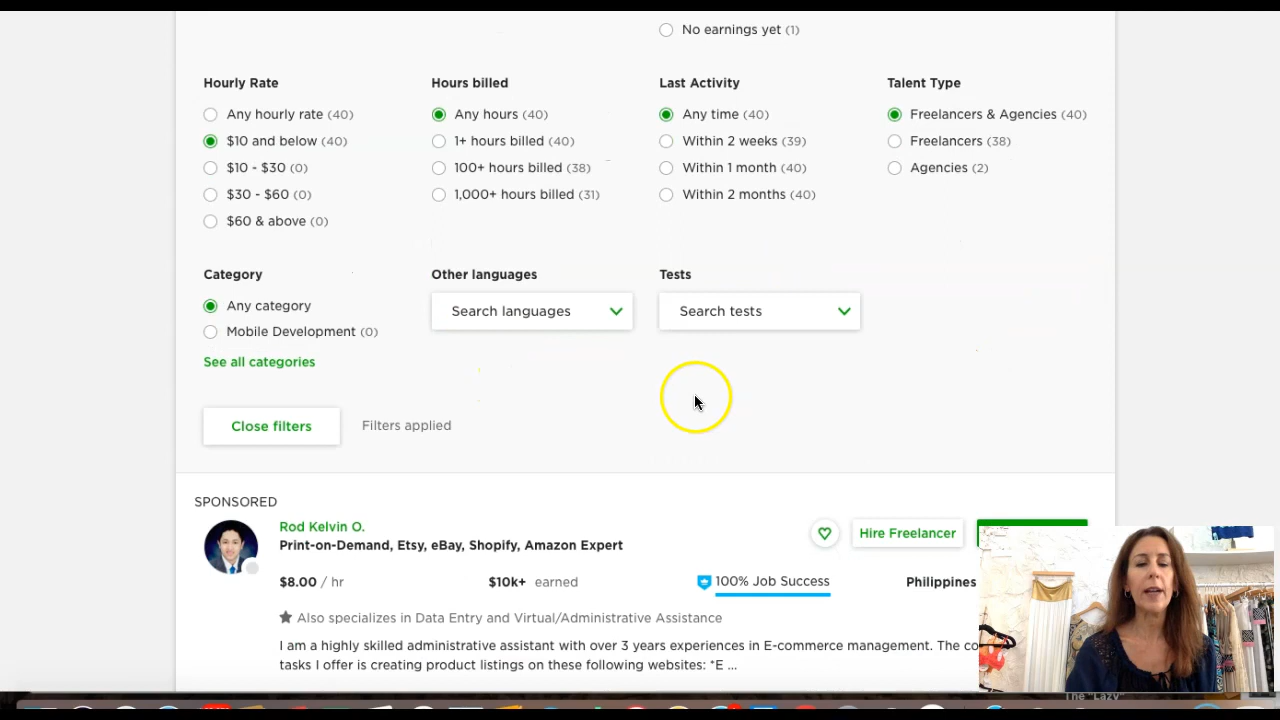 No earnings yet (1)
Hourly Rate
Any hourly rate (40)
$10 and below (40)
$10 - $30 (0)
$30 - $60 (0)
$60 & above (0)
Hours billed
Any hours (40)
1+ hours billed (40)
100+ hours billed (38)
1,000+ hours billed (31)
Last Activity
Any time (40)
Within 2 weeks (39)
Within 1 month (40)
Within 2 months (40)
Talent Type
Freelancers & Agencies (40)
Freelancers (38)
Agencies (2)
Category
Any category
Mobile Development (0)
See all categories
Other languages
Search languages
Tests
Search tests
Close filters
Filters applied
SPONSORED
Rod Kelvin O.
Print-on-Demand, Etsy, eBay, Shopify, Amazon Expert
Hire Freelancer
$8.00 / hr
$10k+ earned
100% Job Success
Philippines
Also specializes in Data Entry and Virtual/Administrative Assistance
I am a highly skilled administrative assistant with over 3 years experiences in E-commerce management. The co
tasks I offer is creating product listings on these following websites: *E ...
The "Lazy"